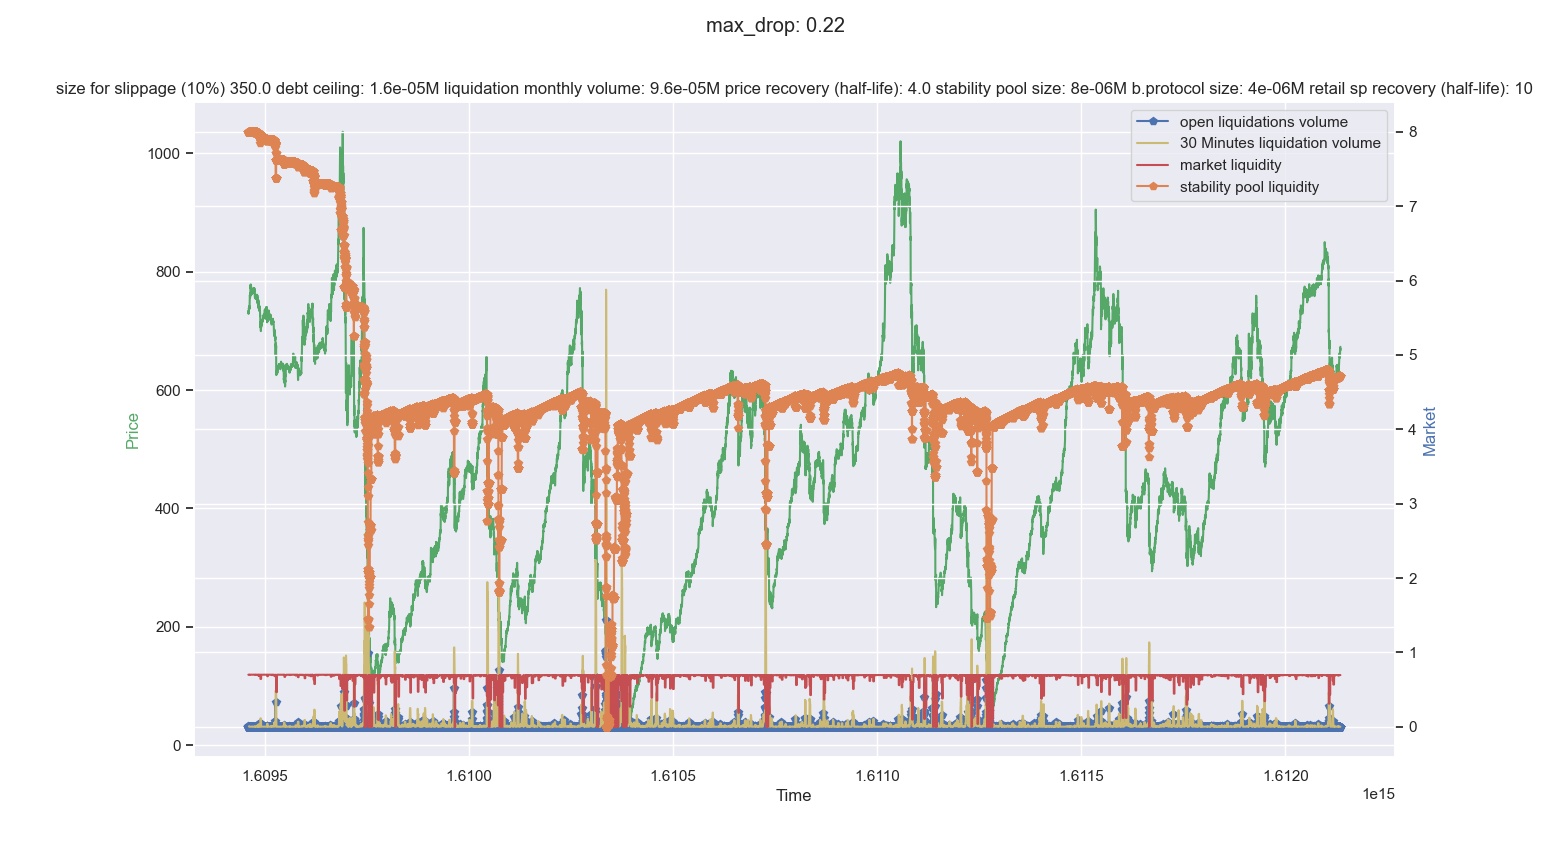 max_drop: 0.22
size for slippage (10%) 350.0 debt ceiling: 1.6e-05M liquidation monthly volume: 9.6e-05M price recovery (half-life): 4.0 stability pool size: 8e-06M b.protocol size: 4e-06M retail sp recovery (half-life): 10
open liquidations volume
30 Minutes liquidation volume
market liquidity
stability pool liquidity
Price
1000
800
600
400
200
0
8
7
6
5
4
3
2
1
0
Market
1.6095
1.6100
1.6105
1.6110
1.6115
1.6120
1e15
Time